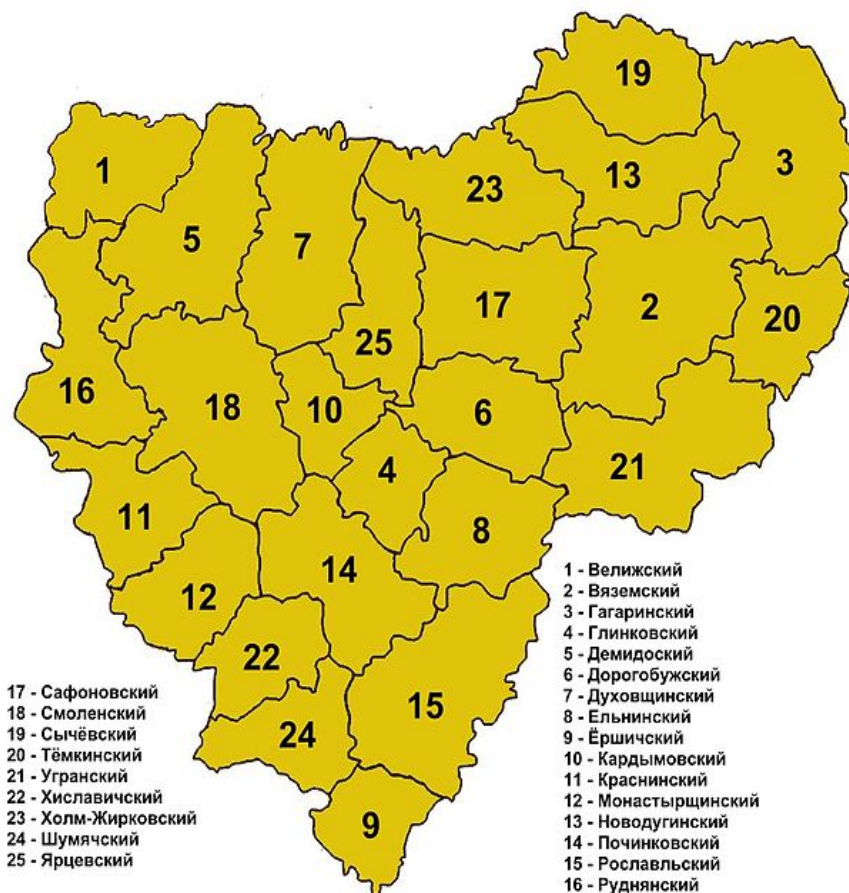 19
1
3
13
23
5
7
17
2
20
25
16
10
18
6
4
21
11
8
14
12
22
15
24
9
1 - Велижский
2 - Вяземский
3 - Гагаринский
4 - Глинковский
5 - Демидоский
6 - Дорогобужский
7 - Духовщинский
8 - Ельнинский
9 - Ёршичский
10 - Кардымовский
11 - Краснинский
12 - Монастырщинский
13 - Новодугинский
14 - Починковский
15 - Рославльский
16 - Руднянский
17 - Сафоновский
18 - Смоленский
19 - Сычёвский
20 - Тёмкинский
21 - Угранский
22 - Хиславичский
23 - Холм-Жирковский
24 - Шумячский
25 - Ярцевский